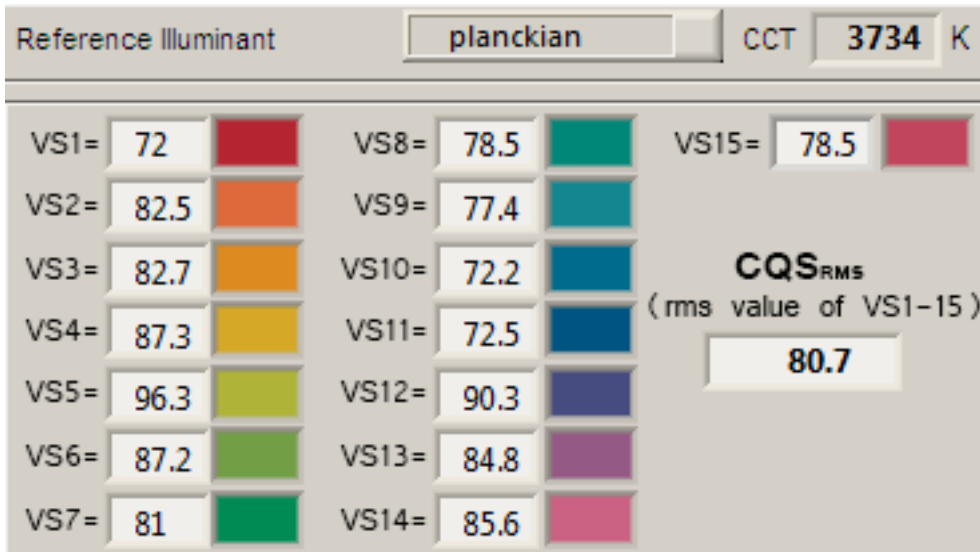 Reference Illuminant planckian CCT 3734 K
VS1= 72 VS8= 78.5 VS15= 78.5
VS2= 82.5 VS9= 77.4
VS3= 82.7 VS10= 72.2 CQSRMS
VS4= 87.3 VS11= 72.5 (rms value of VS1-15)
VS5= 96.3 VS12= 90.3 80.7
VS6= 87.2 VS13= 84.8
VS7= 81 VS14= 85.6